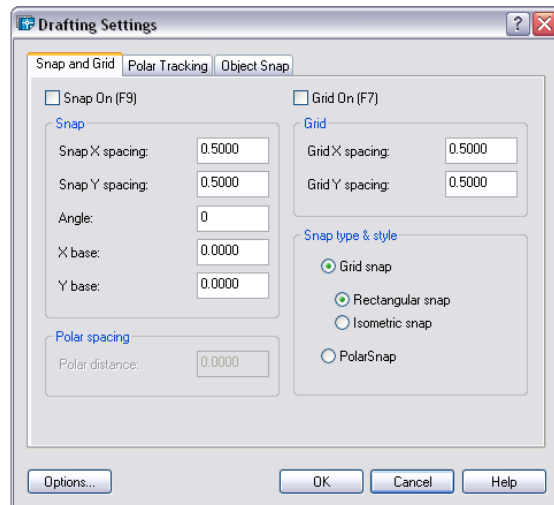 Drafting Settings
Snap and Grid Polar Tracking Object Snap
Snap On (F9)
Snap
Snap X spacing: 0.5000
Snap Y spacing: 0.5000
Angle: 0
X base: 0.0000
Y base: 0.0000
Polar spacing
Polar distance: 0.0000
Grid On (F7)
Grid
Grid X spacing: 0.5000
Grid Y spacing: 0.5000
Snap type & style
Grid snap
Rectangular snap
Isometric snap
PolarSnap
Options... OK Cancel Help